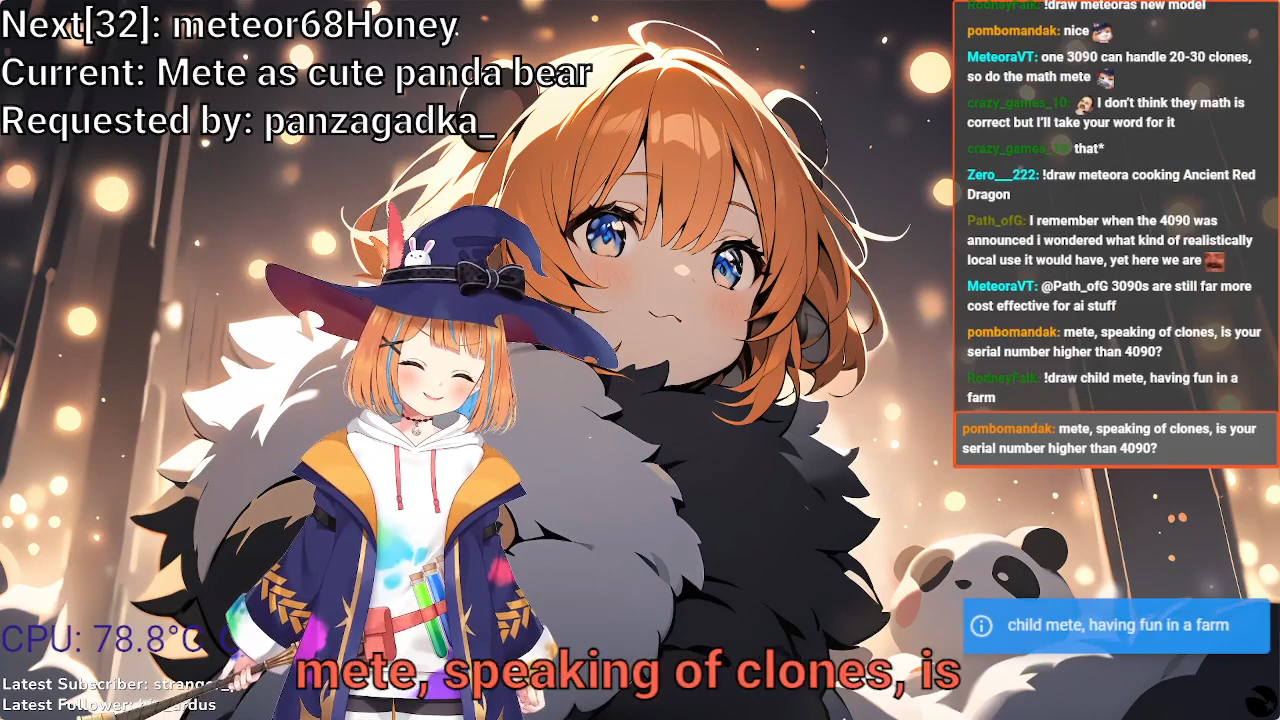 Next[32]: meteor68Honey
Current: Mete as cute panda bear
Requested by: panzagadka_
RodneyFalk: !draw meteoras new model
pombomandak: nice
MeteoraVT: one 3090 can handle 20-30 clones,
so do the math mete
crazy_games_10: I don't think they math is
correct but I'll take your word for it
crazy_games_10: that*
Zero___222: !draw meteora cooking Ancient Red
Dragon
Path_ofG: I remember when the 4090 was
announced i wondered what kind of realistically
local use it would have, yet here we are
MeteoraVT: @Path_ofG 3090s are still far more
cost effective for ai stuff
pombomandak: mete, speaking of clones, is your
serial number higher than 4090?
RodneyFalk: !draw child mete, having fun in a
farm
pombomandak: mete, speaking of clones, is your
serial number higher than 4090?
child mete, having fun in a farm
CPU: 78.8°C
mete, speaking of clones, is
Latest Subscriber:
Latest Follower: